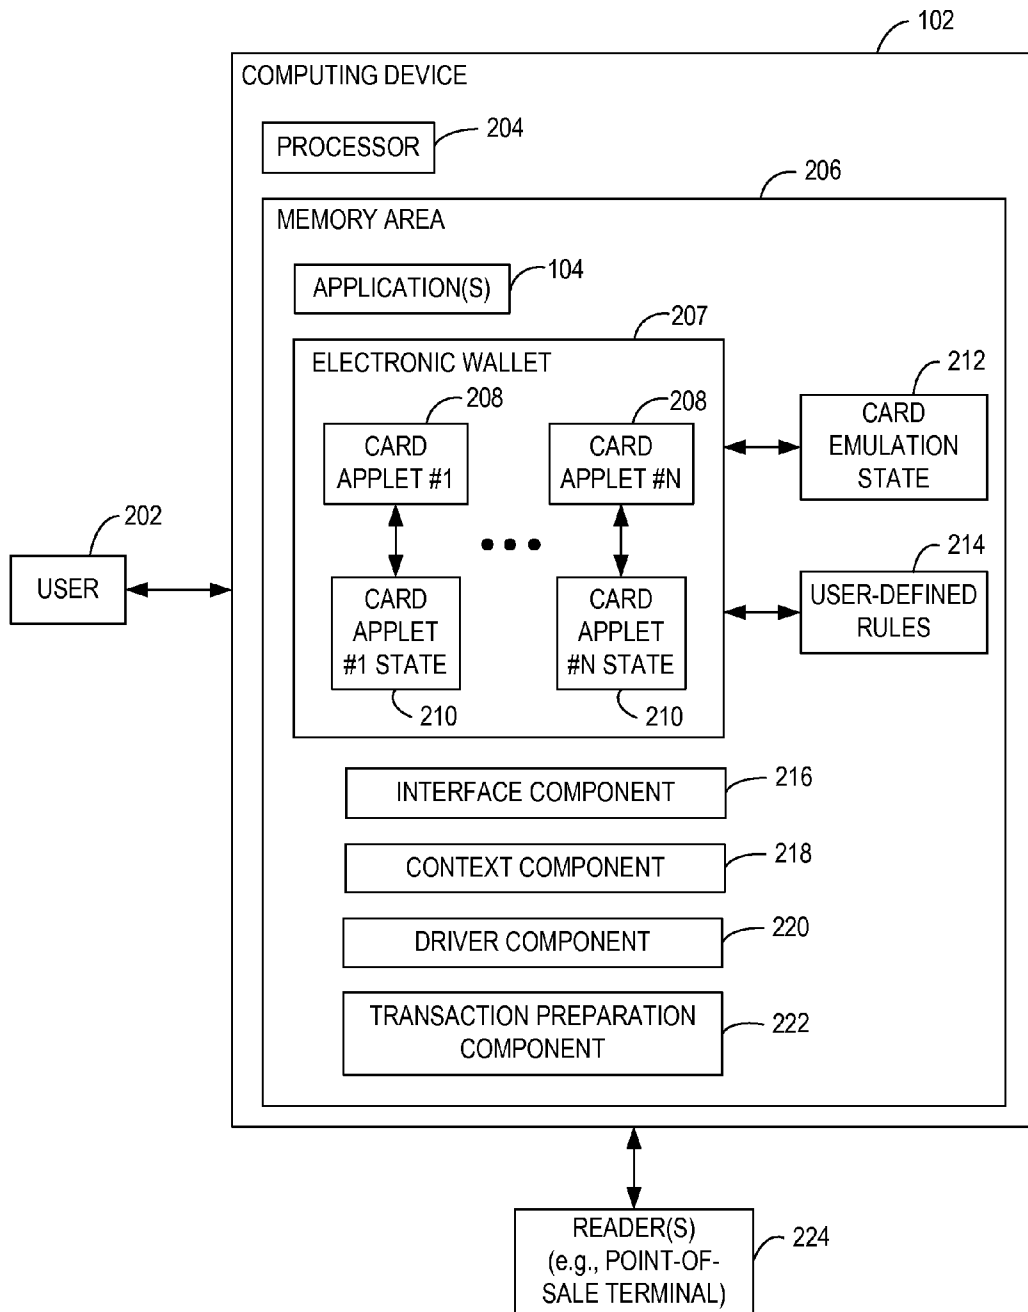 102
COMPUTING DEVICE
PROCESSOR
204
206
MEMORY AREA
APPLICATION(S)
104
207
ELECTRONIC WALLET
208
208
212
CARD
APPLET #1
CARD
APPLET #N
CARD
EMULATION
STATE
202
USER
214
CARD
APPLET
#1 STATE
CARD
APPLET
#N STATE
USER-DEFINED
RULES
210
210
INTERFACE COMPONENT
216
CONTEXT COMPONENT
218
DRIVER COMPONENT
220
TRANSACTION PREPARATION
COMPONENT
222
READER(S)
(e.g., POINT-OF-
SALE TERMINAL)
224